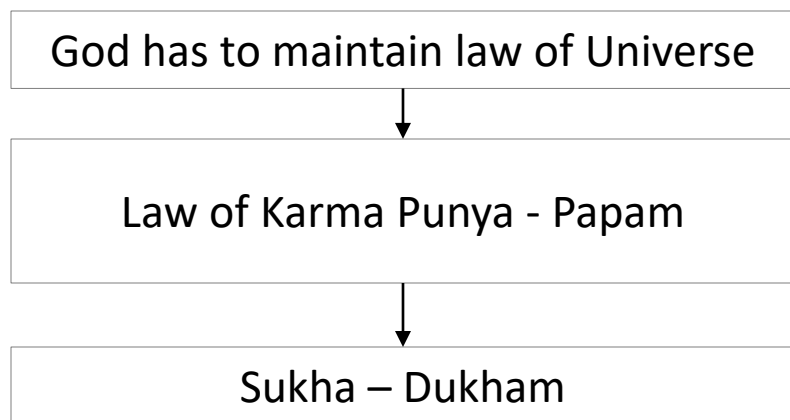 God has to maintain law of Universe
Law of Karma Punya - Papam
Sukha – Dukham